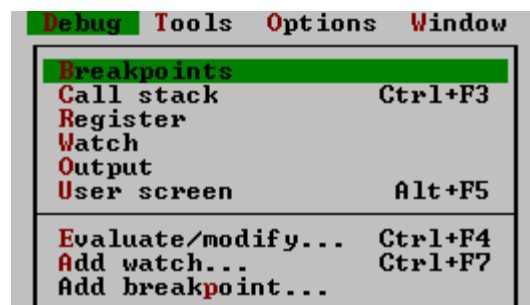 Debug Tools Options Window
Breakpoints
Call stack Ctrl+F3
Register
Watch
Output
User screen Alt+F5
Evaluate/modify... Ctrl+F4
Add watch... Ctrl+F7
Add breakpoint...